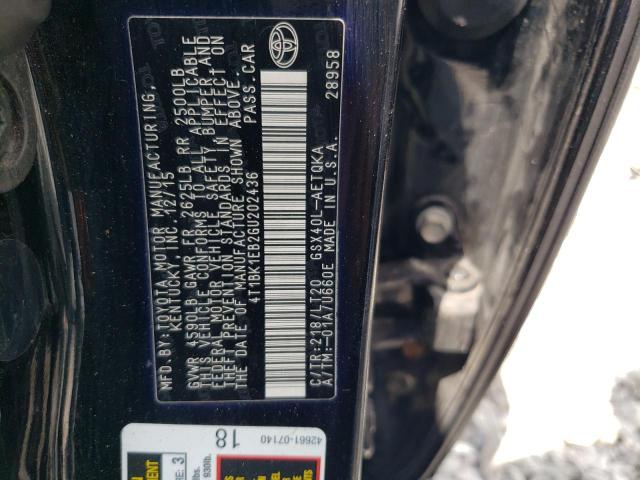 MFD.BY:TOYOTA MOTOR MANUFACTURING,
KENTUCKY, INC. 12/15
GVWR 4590LB GAWR FR 2625LB RR 2500LB
THIS VEHICLE CONFORMS TO ALL APPLICABLE
FEDERAL MOTOR VEHICLE SAFETY, BUMPER, AND
THEFT PREVENTION STANDARDS IN EFFECT ON
THE DATE OF MANUFACTURE SHOWN ABOVE.
4T1BK1EB2GU202436 PASS.CAR
C/TR:218/LT20 GSX40L-AETQKA 28958
A/TM:-01A/U660E MADE IN U.S.A.
42661-07140
18
3
930lb.